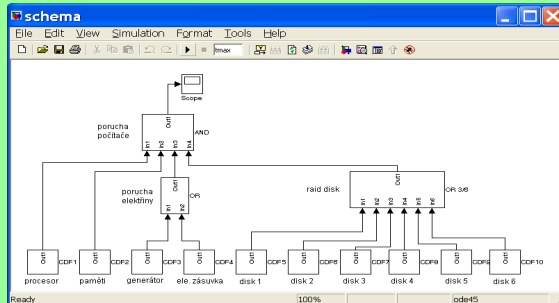 schema
File Edit View Simulation Format Tools Help
tmax
Scope
Out1
porucha
počítače
AND
In1 In2 In3 In4
porucha
elektřiny
Out1
OR
In1 In2
raid disk
Out1
OR 3/6
In1 In2 In3 In4 In5 In6
Out1 CDF1 Out1 CDF2 Out1 CDF3 Out1 CDF4 Out1 CDF5 Out1 CDF6 Out1 CDF7 Out1 CDF8 Out1 CDF9 Out1 CDF10
procesor paměti generátor ele. zásuvka disk 1 disk 2 disk 3 disk 4 disk 5 disk 6
Ready 100% ode45